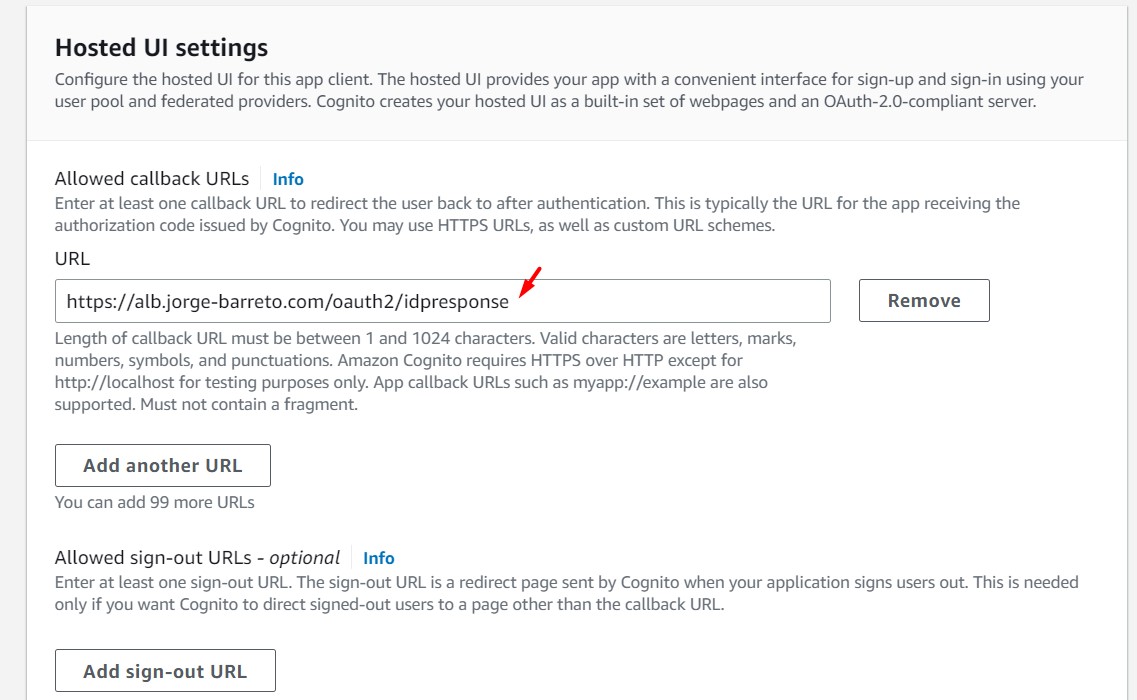 Hosted UI settings
Configure the hosted UI for this app client. The hosted UI provides your app with a convenient interface for sign-up and sign-in using your
user pool and federated providers. Cognito creates your hosted UI as a built-in set of webpages and an OAuth-2.0-compliant server.
Allowed callback URLs Info
Enter at least one callback URL to redirect the user back to after authentication. This is typically the URL for the app receiving the
authorization code issued by Cognito. You may use HTTPS URLs, as well as custom URL schemes.
URL
https://alb.jorge-barreto.com/oauth2/idpresponse Remove
Length of callback URL must be between 1 and 1024 characters. Valid characters are letters, marks,
numbers, symbols, and punctuations. Amazon Cognito requires HTTPS over HTTP except for
http://localhost for testing purposes only. App callback URLs such as myapp://example are also
supported. Must not contain a fragment.
Add another URL
You can add 99 more URLs
Allowed sign-out URLs - optional Info
Enter at least one sign-out URL. The sign-out URL is a redirect page sent by Cognito when your application signs users out. This is needed
only if you want Cognito to direct signed-out users to a page other than the callback URL.
Add sign-out URL